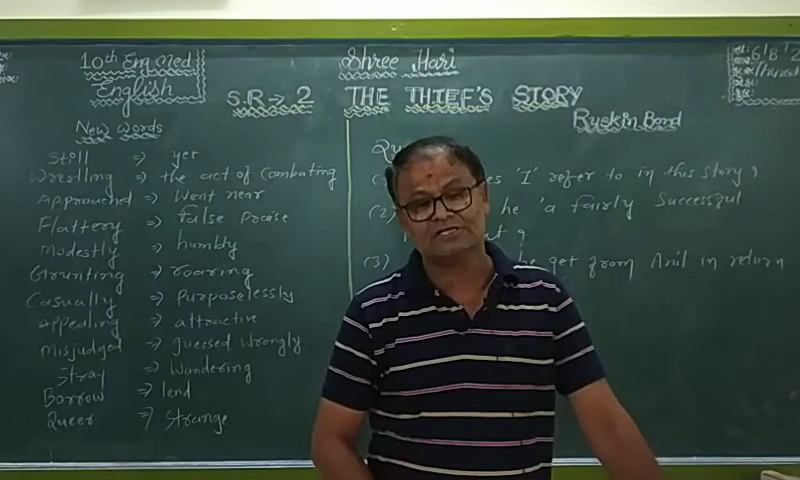 10th Eng.Med
English
Shree Hari
S.R → 2 THE THIEF'S STORY
Ruskin Bond
New Words
Still ⇒ yet
Wrestling ⇒ the act of Combating
Approached ⇒ Went near
Flattery ⇒ False Praise
Modestly ⇒ humbly
Grunting ⇒ roaring
Casually ⇒ Purposelessly
Appealing ⇒ attractive
Misjudged ⇒ guessed Wrongly
Stray ⇒ Wandering
Borrow ⇒ lend
Queer ⇒ Strange
(1) 'I' refer to in this story ?
(2) he 'a fairly Successful
?
(3) he get from Anil in return